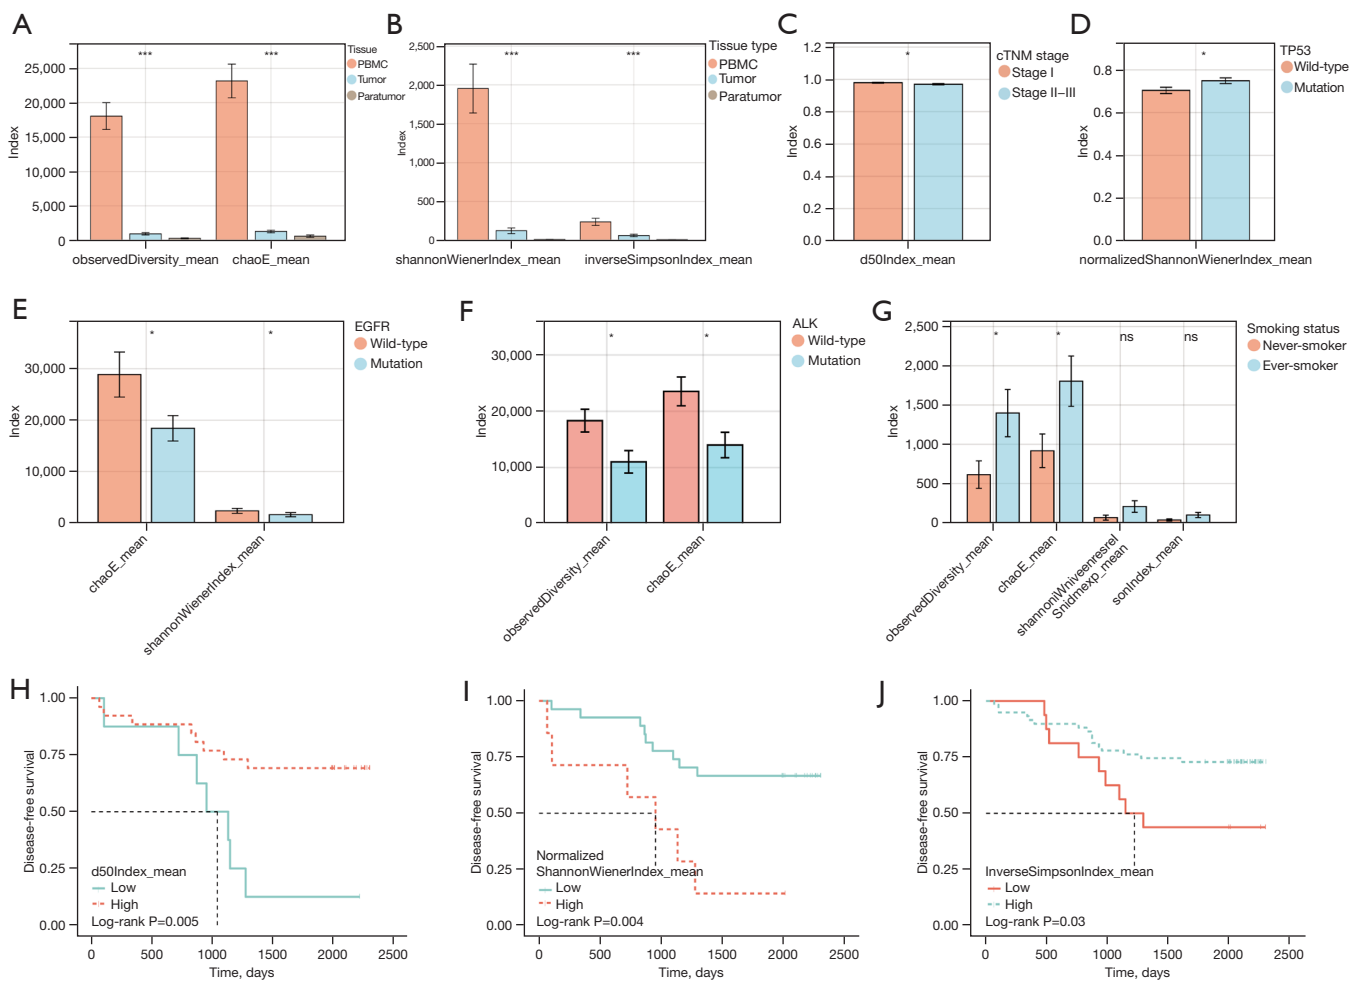 A
Index
25,000
20,000
15,000
10,000
5,000
0
***
***
observedDiversity_mean
chaoE_mean
Tissue
PBMC
Tumor
Paratumor
B
Index
2,500
2,000
1,500
1,000
500
0
***
***
shannonWienerIndex_mean
inverseSimpsonIndex_mean
Tissue type
PBMC
Tumor
Paratumor
C
Index
1.2
1.0
0.8
0.6
0.4
0.2
0.0
*
d50Index_mean
cTNM stage
Stage I
Stage II–III
D
Index
0.8
0.6
0.4
0.2
0.0
*
normalizedShannonWienerIndex_mean
TP53
Wild-type
Mutation
E
Index
30,000
20,000
10,000
0
*
*
chaoE_mean
shannonWienerIndex_mean
EGFR
Wild-type
Mutation
F
Index
30,000
20,000
10,000
0
*
*
observedDiversity_mean
chaoE_mean
ALK
Wild-type
Mutation
G
Index
2,500
2,000
1,500
1,000
500
0
*
*
ns
ns
observedDiversity_mean
chaoE_mean
shannoniWniveenresrel
Snidmexp_mean
sonIndex_mean
Smoking status
Never-smoker
Ever-smoker
H
Disease-free survival
1.00
0.75
0.50
0.25
0.00
d50Index_mean
Low
High
Log-rank P=0.005
0 500 1000 1500 2000 2500
Time, days
I
Disease-free survival
1.00
0.75
0.50
0.25
0.00
Normalized
ShannonWienerIndex_mean
Low
High
Log-rank P=0.004
0 500 1000 1500 2000 2500
Time, days
J
Disease-free survival
1.00
0.75
0.50
0.25
0.00
InverseSimpsonIndex_mean
Low
High
Log-rank P=0.03
0 500 1000 1500 2000 2500
Time, days